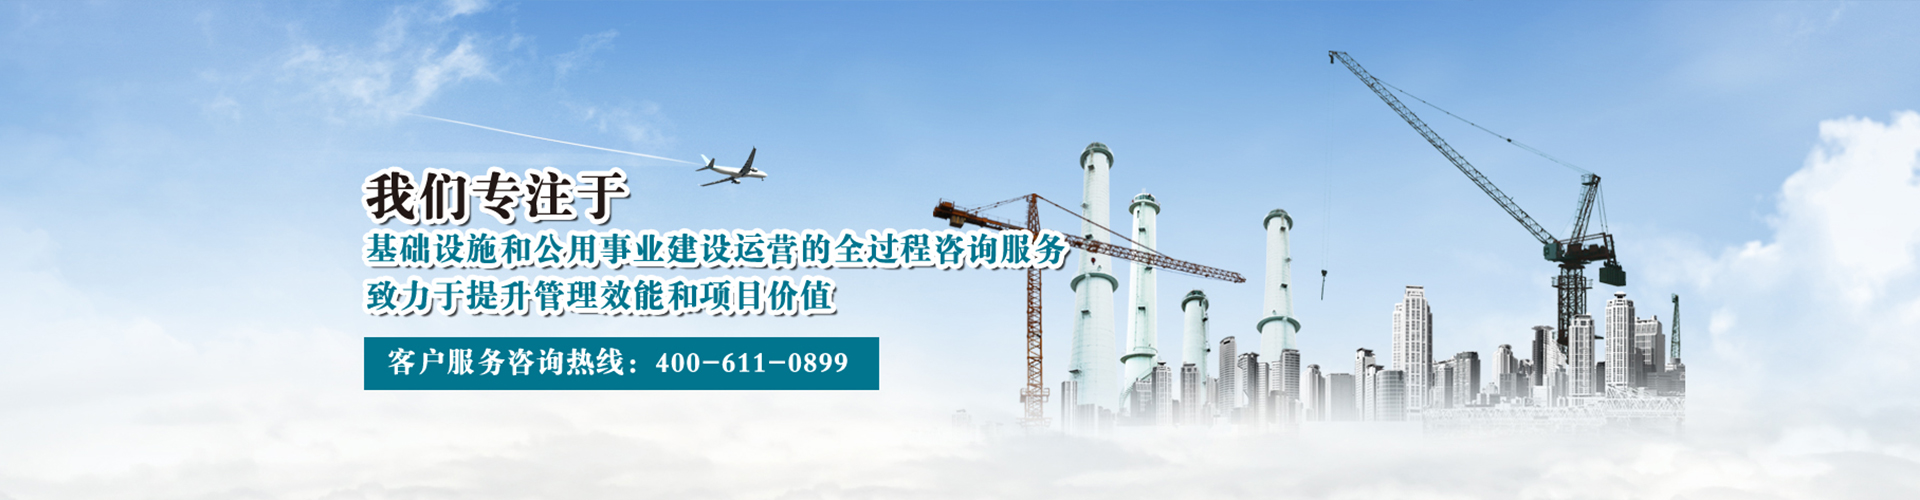 我们专注于
基础设施和公用事业建设运营的全过程咨询服务
致力于提升管理效能和项目价值
客户服务咨询热线：400-611-0899